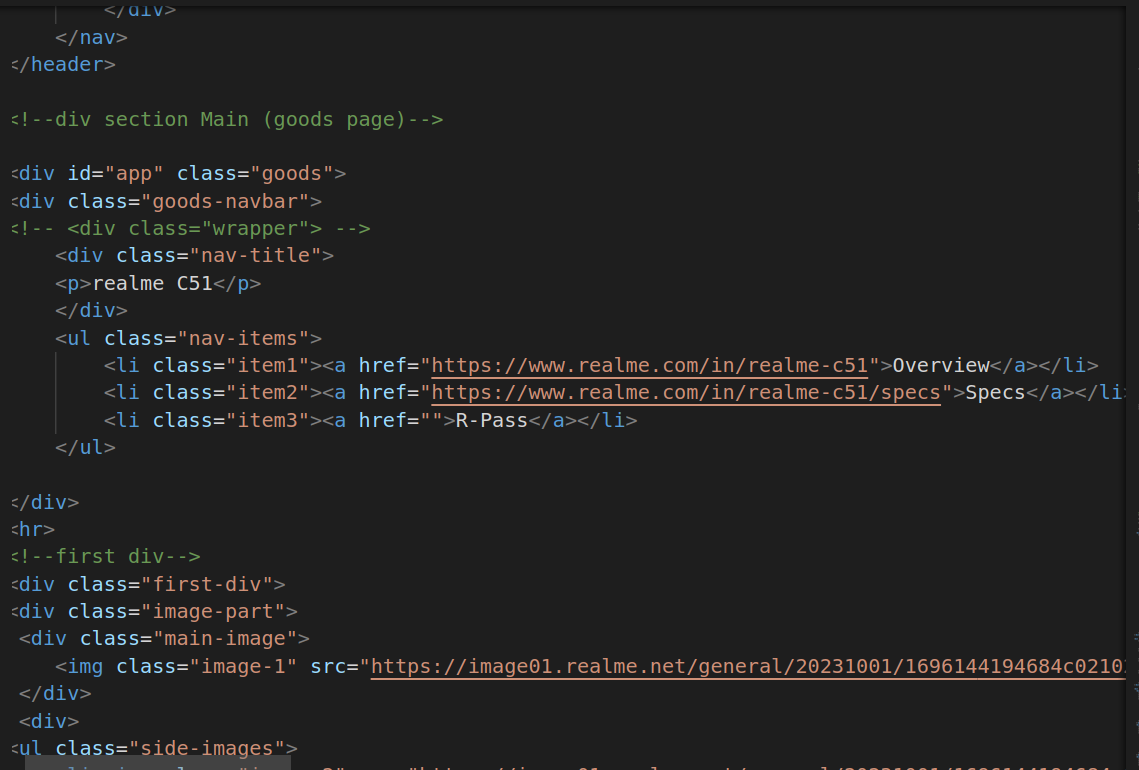 </div>
</nav>
</header>
<!--div section Main (goods page)-->
<div id="app" class="goods">
<div class="goods-navbar">
<!-- <div class="wrapper"> -->
<div class="nav-title">
<p>realme C51</p>
</div>
<ul class="nav-items">
<li class="item1"><a href="https://www.realme.com/in/realme-c51">Overview</a></li>
<li class="item2"><a href="https://www.realme.com/in/realme-c51/specs">Specs</a></li>
<li class="item3"><a href="">R-Pass</a></li>
</ul>
</div>
<hr>
<!--first div-->
<div class="first-div">
<div class="image-part">
<div class="main-image">
<img class="image-1" src="https://image01.realme.net/general/20231001/1696144194684c02102
</div>
<div>
<ul class="side-images">